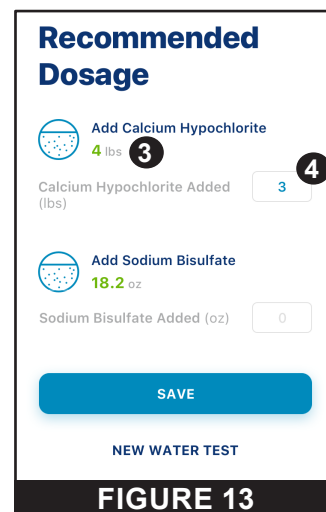 Recommended
Dosage
Add Calcium Hypochlorite
4 lbs 3
Calcium Hypochlorite Added
(lbs)
3
4
Add Sodium Bisulfate
18.2 oz
Sodium Bisulfate Added (oz)
0
SAVE
NEW WATER TEST
FIGURE 13